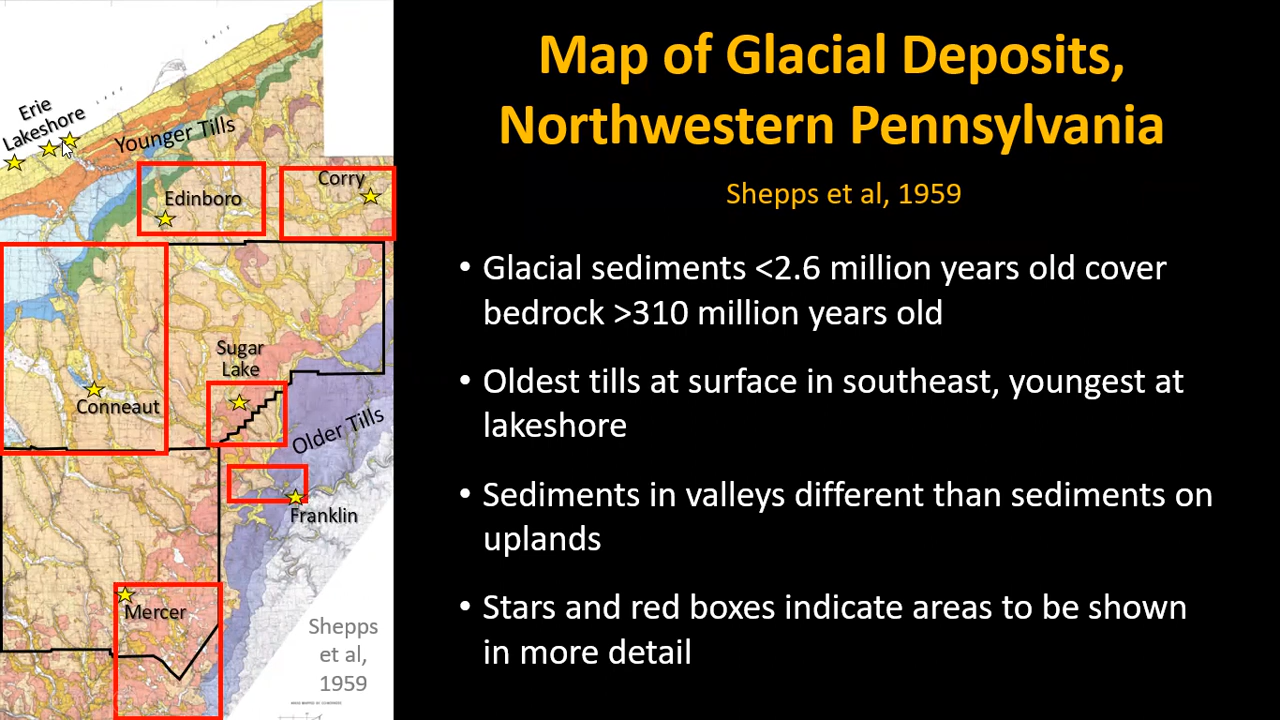 Map of Glacial Deposits,
Northwestern Pennsylvania
Shepps et al, 1959
• Glacial sediments <2.6 million years old cover
bedrock >310 million years old
• Oldest tills at surface in southeast, youngest at
lakeshore
• Sediments in valleys different than sediments on
uplands
• Stars and red boxes indicate areas to be shown
in more detail
ERIE
LAKE
Erie
Lakeshore
Younger Tills
Edinboro
Corry
Sugar
Lake
Conneaut
Older Tills
Franklin
Mercer
Shepps
et al,
1959